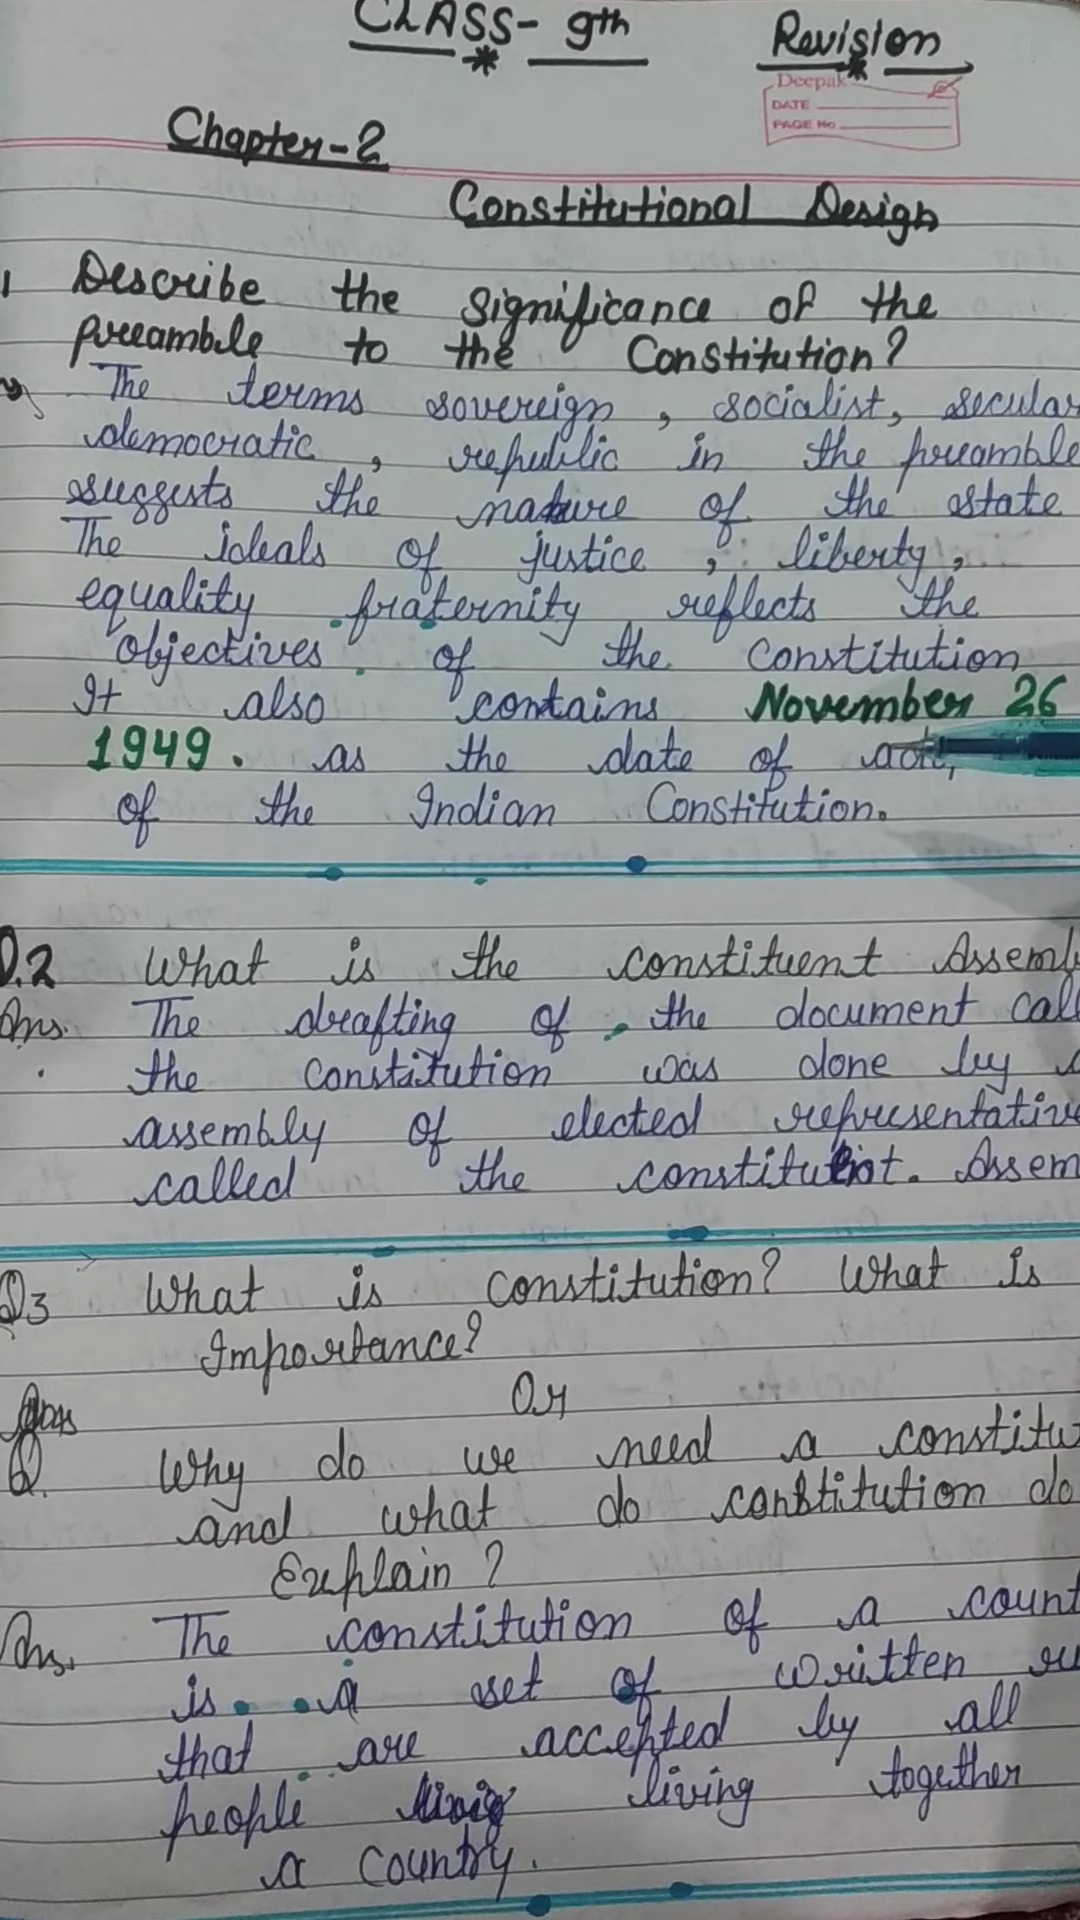 CLASS- 9th Revision
Deepak
DATE
PAGE No
Chapter-2
Constitutional Design
1 Describe the significance of the
preeamble to the Constitution?
The terms sovereign, socialist, secular
democratic, republic in the preamble
suggests the nature of the state
The ideals of justice, liberty,
equality fraternity reflects the
objectives of the constitution
It also contains November 26
1949. as the date of
of the Indian Constitution.
Q.2 What is the constituent
Ans. The drafting of the document
the constitution was done by
assembly of elected
called the
Q3 What is constitution? What is
Importance?
Ans Or
Q. Why do we need a
and what do constitution do
Explain?
Ans. The constitution of a
is a set of written
that are accepted by all
people living together
a country.